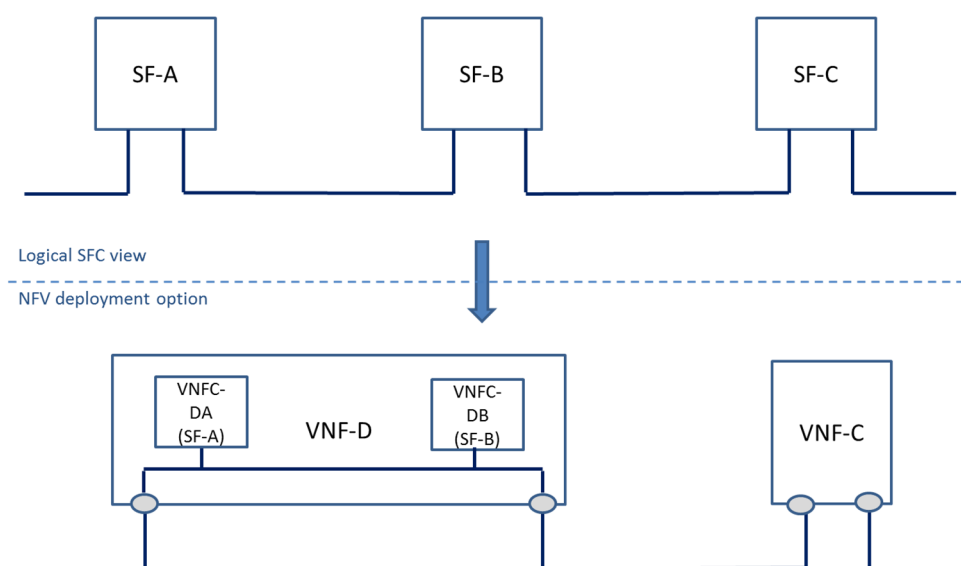 SF-A
SF-B
SF-C
Logical SFC view
NFV deployment option
VNFC-
DA
(SF-A)
VNF-D
VNFC-
DB
(SF-B)
VNF-C